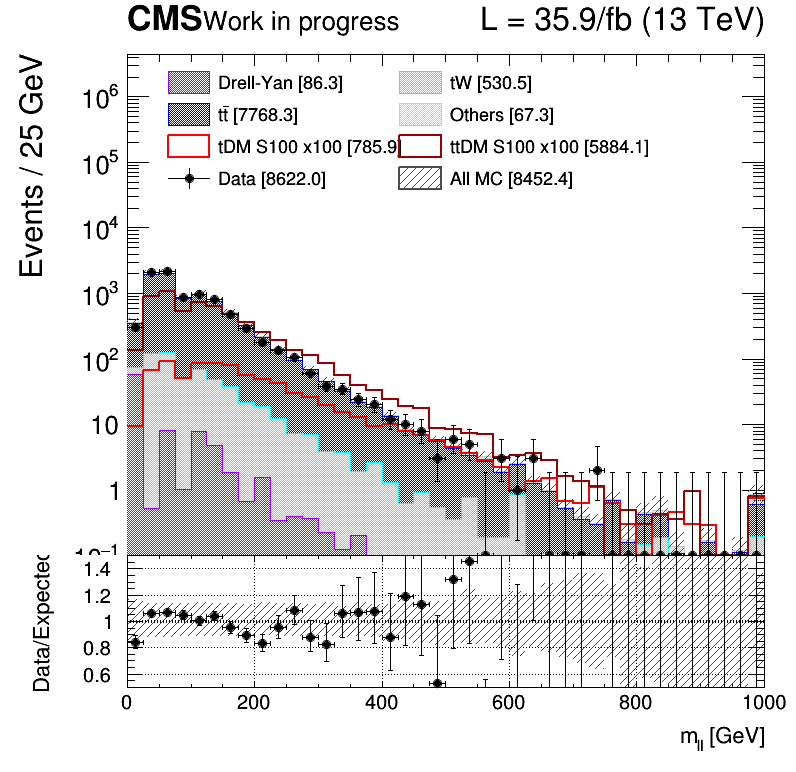 CMS Work in progress L = 35.9/fb (13 TeV)
Events / 25 GeV
Drell-Yan [86.3] tW [530.5]
tt̄ [7768.3] Others [67.3]
tDM S100 x100 [785.9] ttDM S100 x100 [5884.1]
Data [8622.0] All MC [8452.4]
10⁶
10⁵
10⁴
10³
10²
10
1
10⁻¹
Data/Expected
1.4
1.2
1
0.8
0.6
0 200 400 600 800 1000
m_ll [GeV]